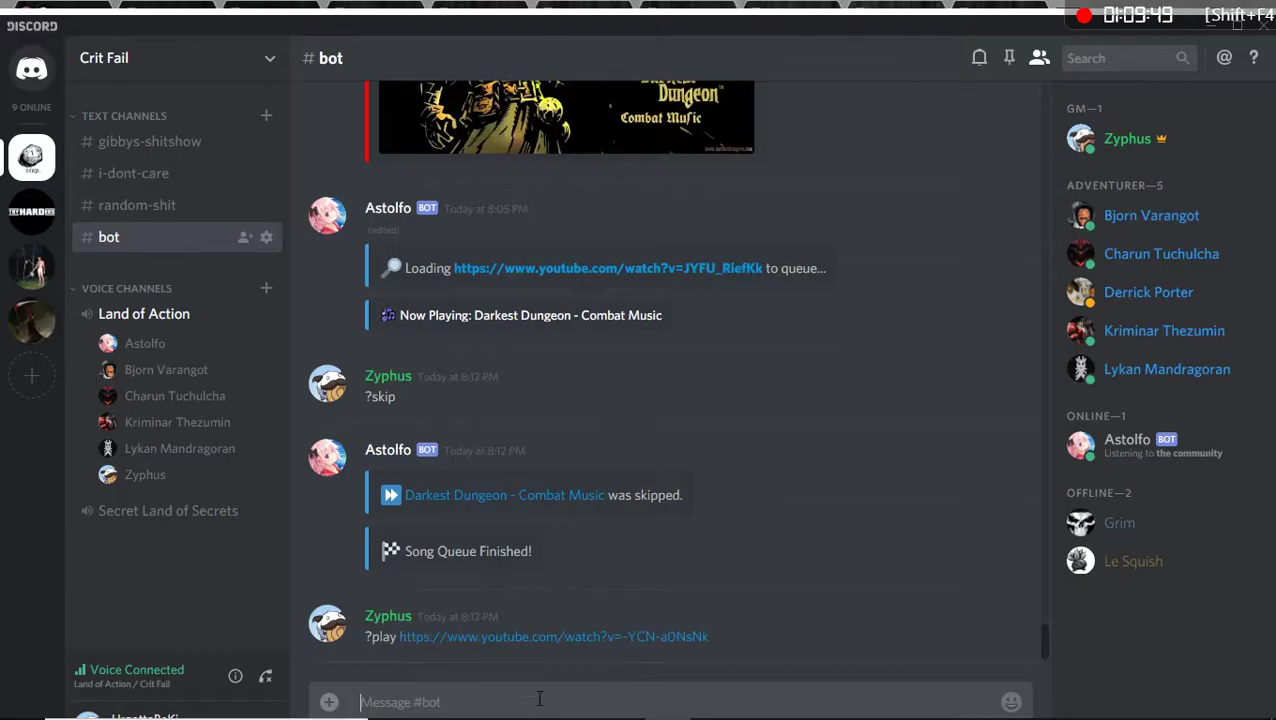 01:09:49 [Shift+F4
DISCORD
9 ONLINE
TRYHARDERS
Crit Fail
TEXT CHANNELS
# gibbys-shitshow
# i-dont-care
# random-shit
# bot
VOICE CHANNELS
Land of Action
Astolfo
Bjorn Varangot
Charun Tuchulcha
Kriminar Thezumin
Lykan Mandragoran
Zyphus
Secret Land of Secrets
Voice Connected
Land of Action / Crit Fail
# bot
Search
Darkest
Dungeon™
Combat Music
Astolfo BOT Today at 8:05 PM
(edited)
Loading https://www.youtube.com/watch?v=JYFU_RiefKk to queue...
Now Playing: Darkest Dungeon - Combat Music
Zyphus Today at 8:12 PM
?skip
Astolfo BOT Today at 8:12 PM
Darkest Dungeon - Combat Music was skipped.
Song Queue Finished!
Zyphus Today at 8:12 PM
?play https://www.youtube.com/watch?v=-YCN-a0NsNk
Message #bot
GM—1
Zyphus
ADVENTURER—5
Bjorn Varangot
Charun Tuchulcha
Derrick Porter
Kriminar Thezumin
Lykan Mandragoran
ONLINE—1
Astolfo BOT
Listening to the community
OFFLINE—2
Grim
Le Squish